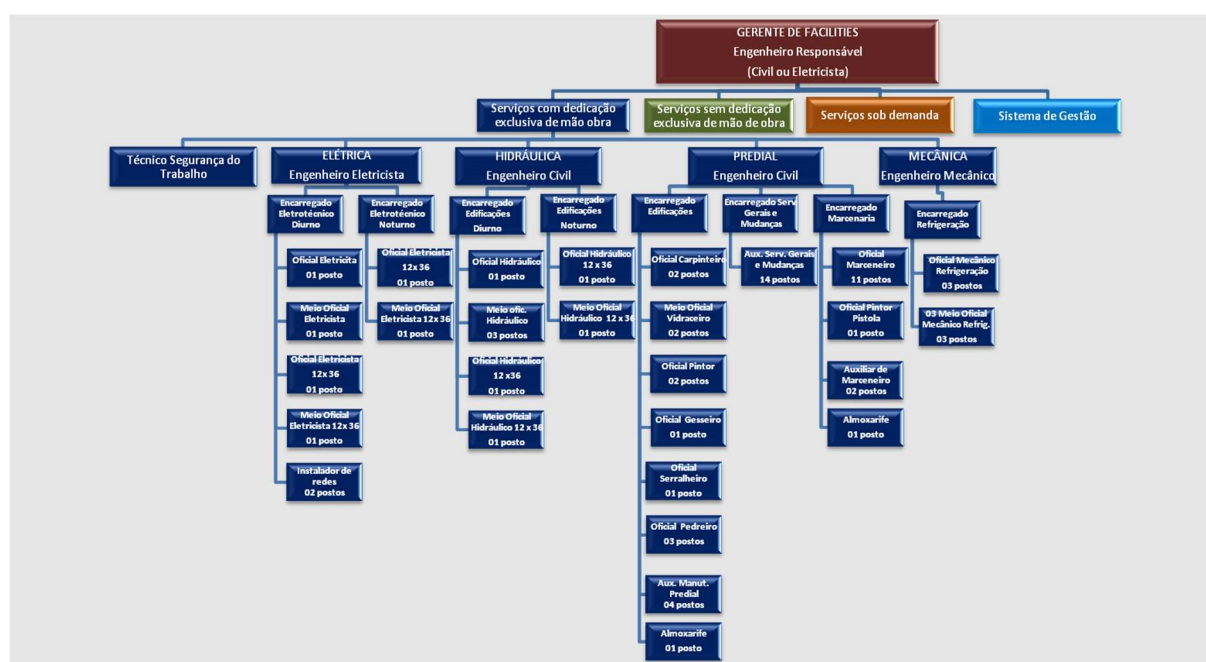 GERENTE DE FACILITIES
Engenheiro Responsável
(Civil ou Eletricista)
Serviços com dedicação
exclusiva de mão obra
Serviços sem dedicação
exclusiva de mão de obra
Serviços sob demanda
Sistema de Gestão
Técnico Segurança do
Trabalho
ELÉTRICA
Engenheiro Eletricista
HIDRÁULICA
Engenheiro Civil
PREDIAL
Engenheiro Civil
MECÂNICA
Engenheiro Mecânico
Encarregado
Eletrotécnico
Diurno
Encarregado
Eletrotécnico
Noturno
Encarregado
Edificações
Diurno
Encarregado
Edificações
Noturno
Encarregado
Edificações
Encarregado Serv.
Gerais e
Mudanças
Encarregado
Marcenaria
Encarregado
Refrigeração
Oficial Eletricita
01 posto
Meio Oficial
Eletricista
01 posto
Oficial Eletricista
12x 36
01 posto
Meio Oficial
Eletricista 12x 36
01 posto
Instalador de
redes
02 postos
Oficial Eletricista
12x 36
01 posto
Meio Oficial
Eletricista 12x 36
01 posto
Oficial Hidráulico
01 posto
Meio ofic.
Hidráulico
03 postos
Oficial Hidráulico
12 x36
01 posto
Meio Oficial
Hidráulico 12 x 36
01 posto
Oficial Hidráulico
12 x 36
01 posto
Meio Oficial
Hidráulico 12 x 36
01 posto
Oficial Carpinteiro
02 postos
Meio Oficial
Vidraceiro
02 postos
Oficial Pintor
02 postos
Oficial Gesseiro
01 posto
Oficial
Serralheiro
01 posto
Oficial Pedreiro
03 postos
Aux. Manut.
Predial
04 postos
Almoxarife
01 posto
Aux. Serv. Gerais
e Mudanças
14 postos
Oficial
Marceneiro
11 postos
Oficial Pintor
Pistola
01 posto
Auxiliar de
Marceneiro
02 postos
Almoxarife
01 posto
Oficial Mecânico
Refrigeração
03 postos
03 Meio Oficial
Mecânico Refrig.
03 postos